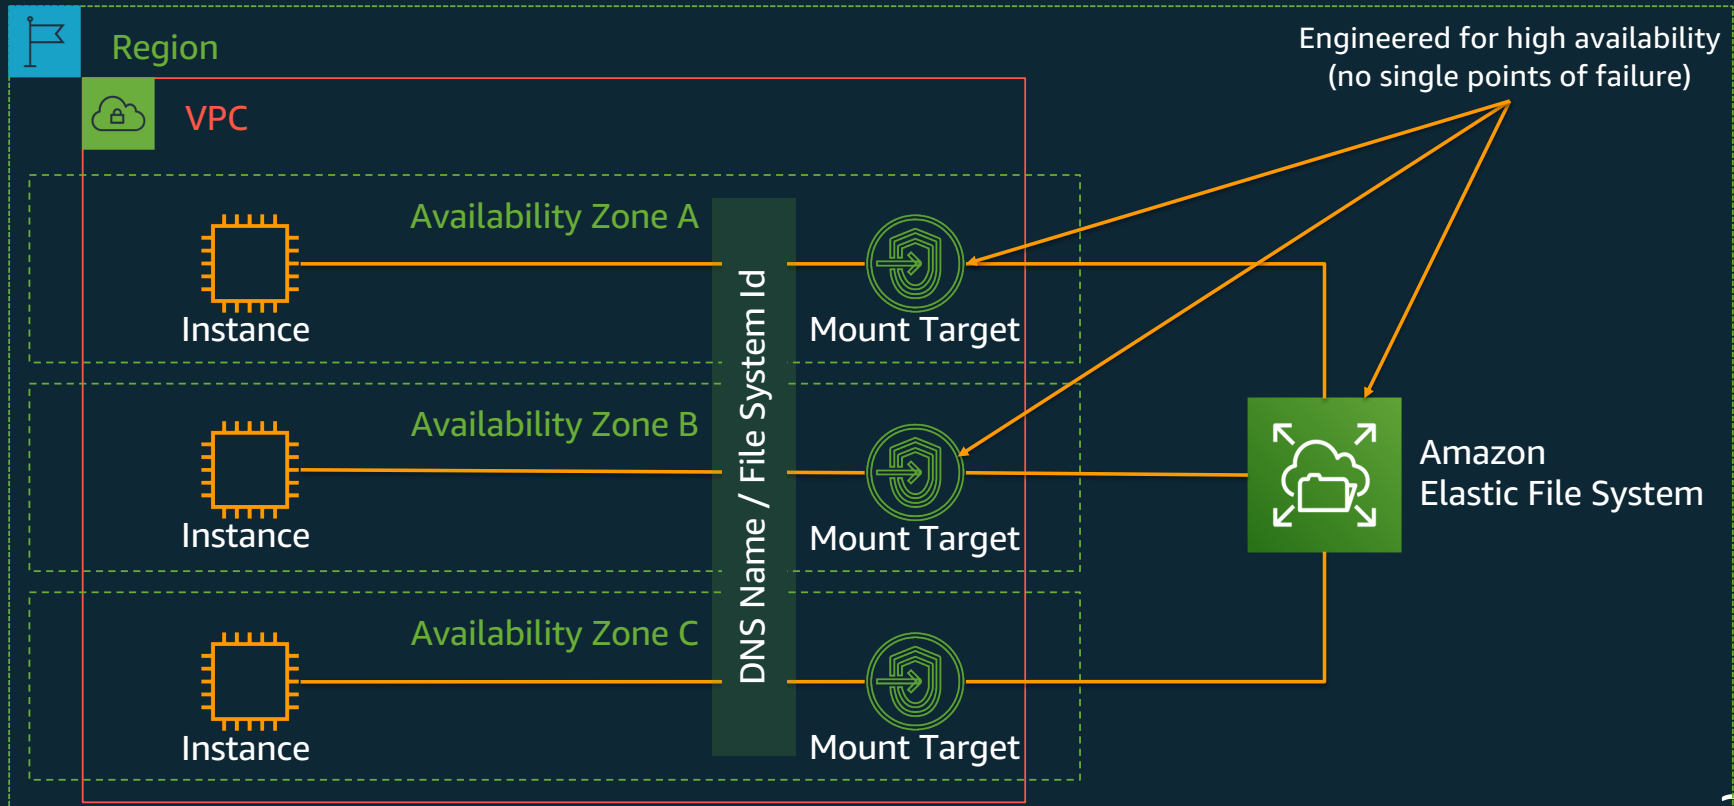 Region
Engineered for high availability
(no single points of failure)
VPC
Availability Zone A
Instance
Mount Target
DNS Name / File System Id
Availability Zone B
Instance
Mount Target
Amazon
Elastic File System
Availability Zone C
Instance
Mount Target